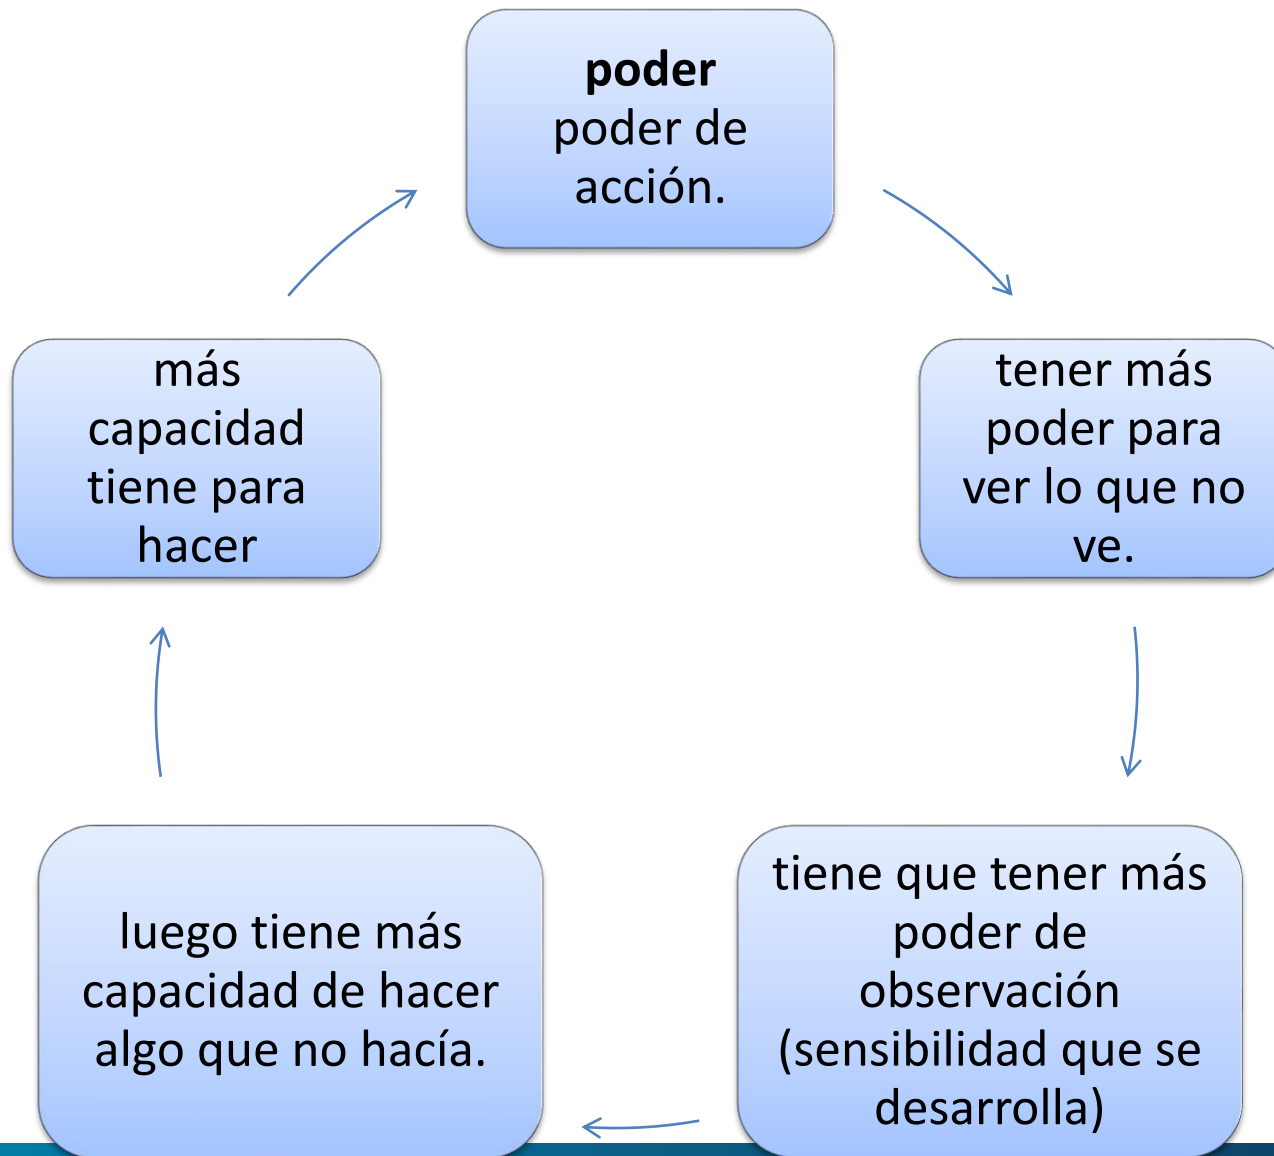 poder
poder de
acción.
tener más
poder para
ver lo que no
ve.
tiene que tener más
poder de
observación
(sensibilidad que se
desarrolla)
luego tiene más
capacidad de hacer
algo que no hacía.
más
capacidad
tiene para
hacer